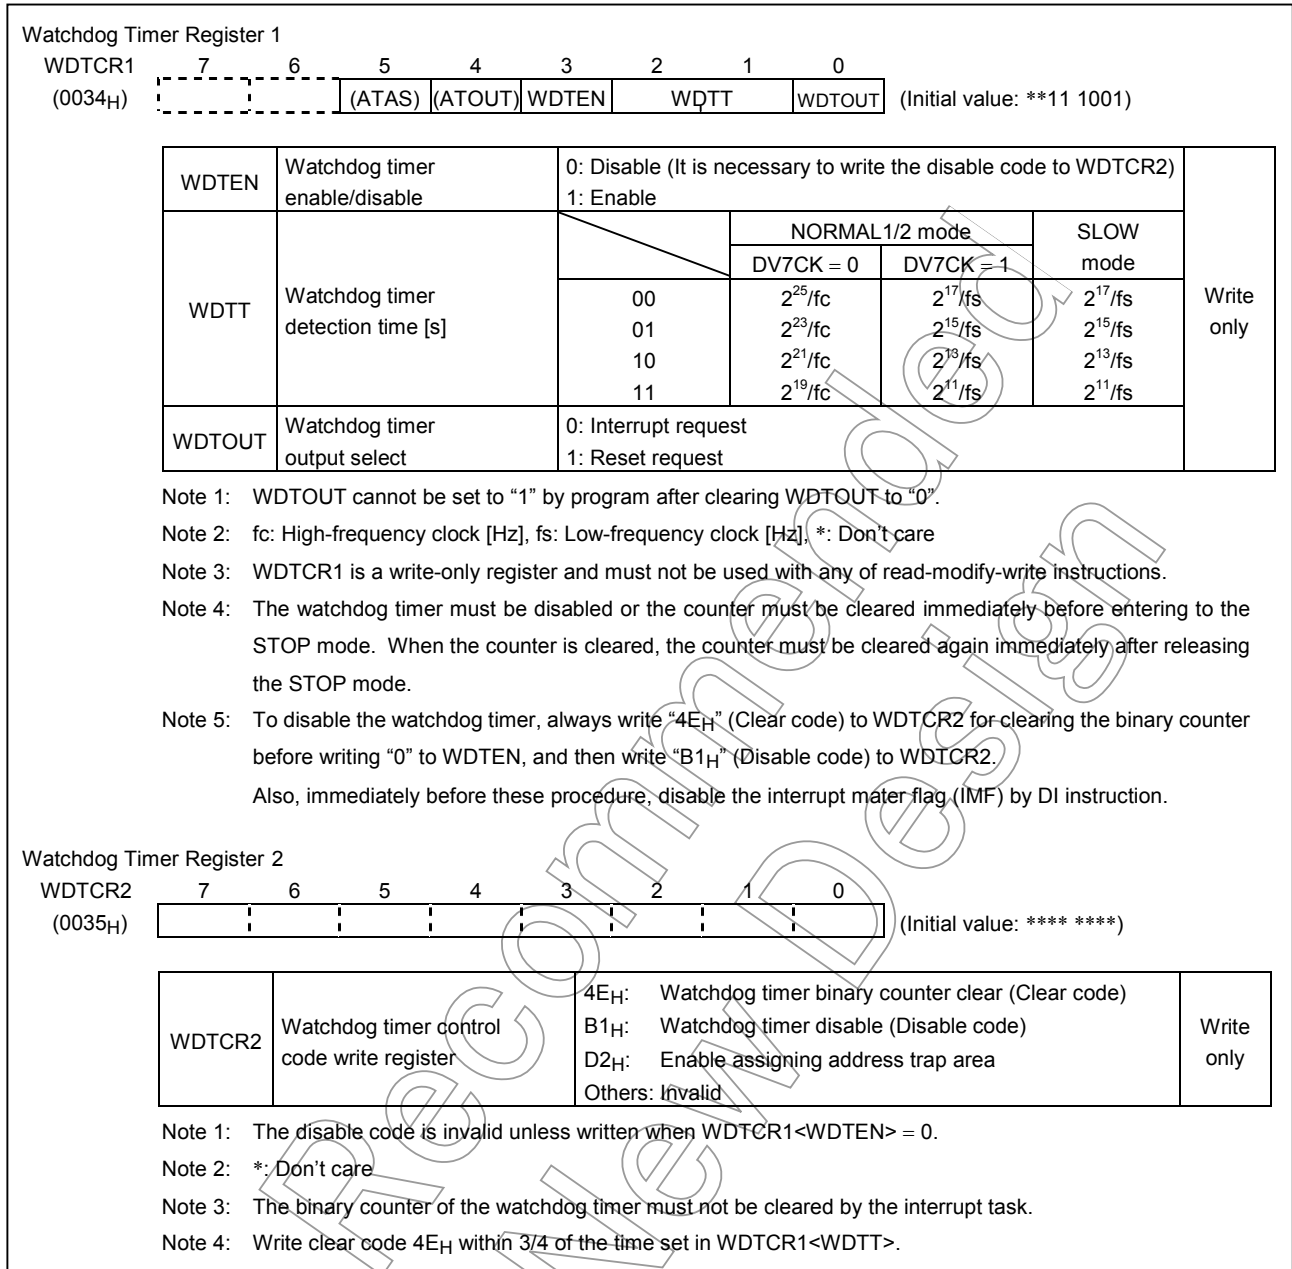 Watchdog Timer Register 1
WDTCR1 7 6 5 4 3 2 1 0
(0034H) (ATAS) (ATOUT) WDTEN WDTT WDTOUT (Initial value: **11 1001)
WDTEN Watchdog timer enable/disable 0: Disable (It is necessary to write the disable code to WDTCR2)
1: Enable
NORMAL1/2 mode SLOW mode
DV7CK = 0 DV7CK = 1
WDTT Watchdog timer detection time [s] 00 2^25/fc 2^17/fs 2^17/fs Write only
01 2^23/fc 2^15/fs 2^15/fs
10 2^21/fc 2^13/fs 2^13/fs
11 2^19/fc 2^11/fs 2^11/fs
WDTOUT Watchdog timer output select 0: Interrupt request
1: Reset request
Note 1: WDTOUT cannot be set to “1” by program after clearing WDTOUT to “0”.
Note 2: fc: High-frequency clock [Hz], fs: Low-frequency clock [Hz], *: Don’t care
Note 3: WDTCR1 is a write-only register and must not be used with any of read-modify-write instructions.
Note 4: The watchdog timer must be disabled or the counter must be cleared immediately before entering to the
STOP mode. When the counter is cleared, the counter must be cleared again immediately after releasing
the STOP mode.
Note 5: To disable the watchdog timer, always write “4EH” (Clear code) to WDTCR2 for clearing the binary counter
before writing “0” to WDTEN, and then write “B1H” (Disable code) to WDTCR2.
Also, immediately before these procedure, disable the interrupt mater flag (IMF) by DI instruction.
Watchdog Timer Register 2
WDTCR2 7 6 5 4 3 2 1 0
(0035H) (Initial value: **** ****)
WDTCR2 Watchdog timer control code write register 4EH: Watchdog timer binary counter clear (Clear code) Write only
B1H: Watchdog timer disable (Disable code)
D2H: Enable assigning address trap area
Others: Invalid
Note 1: The disable code is invalid unless written when WDTCR1<WDTEN> = 0.
Note 2: *: Don’t care
Note 3: The binary counter of the watchdog timer must not be cleared by the interrupt task.
Note 4: Write clear code 4EH within 3/4 of the time set in WDTCR1<WDTT>.
Recommended
New Design